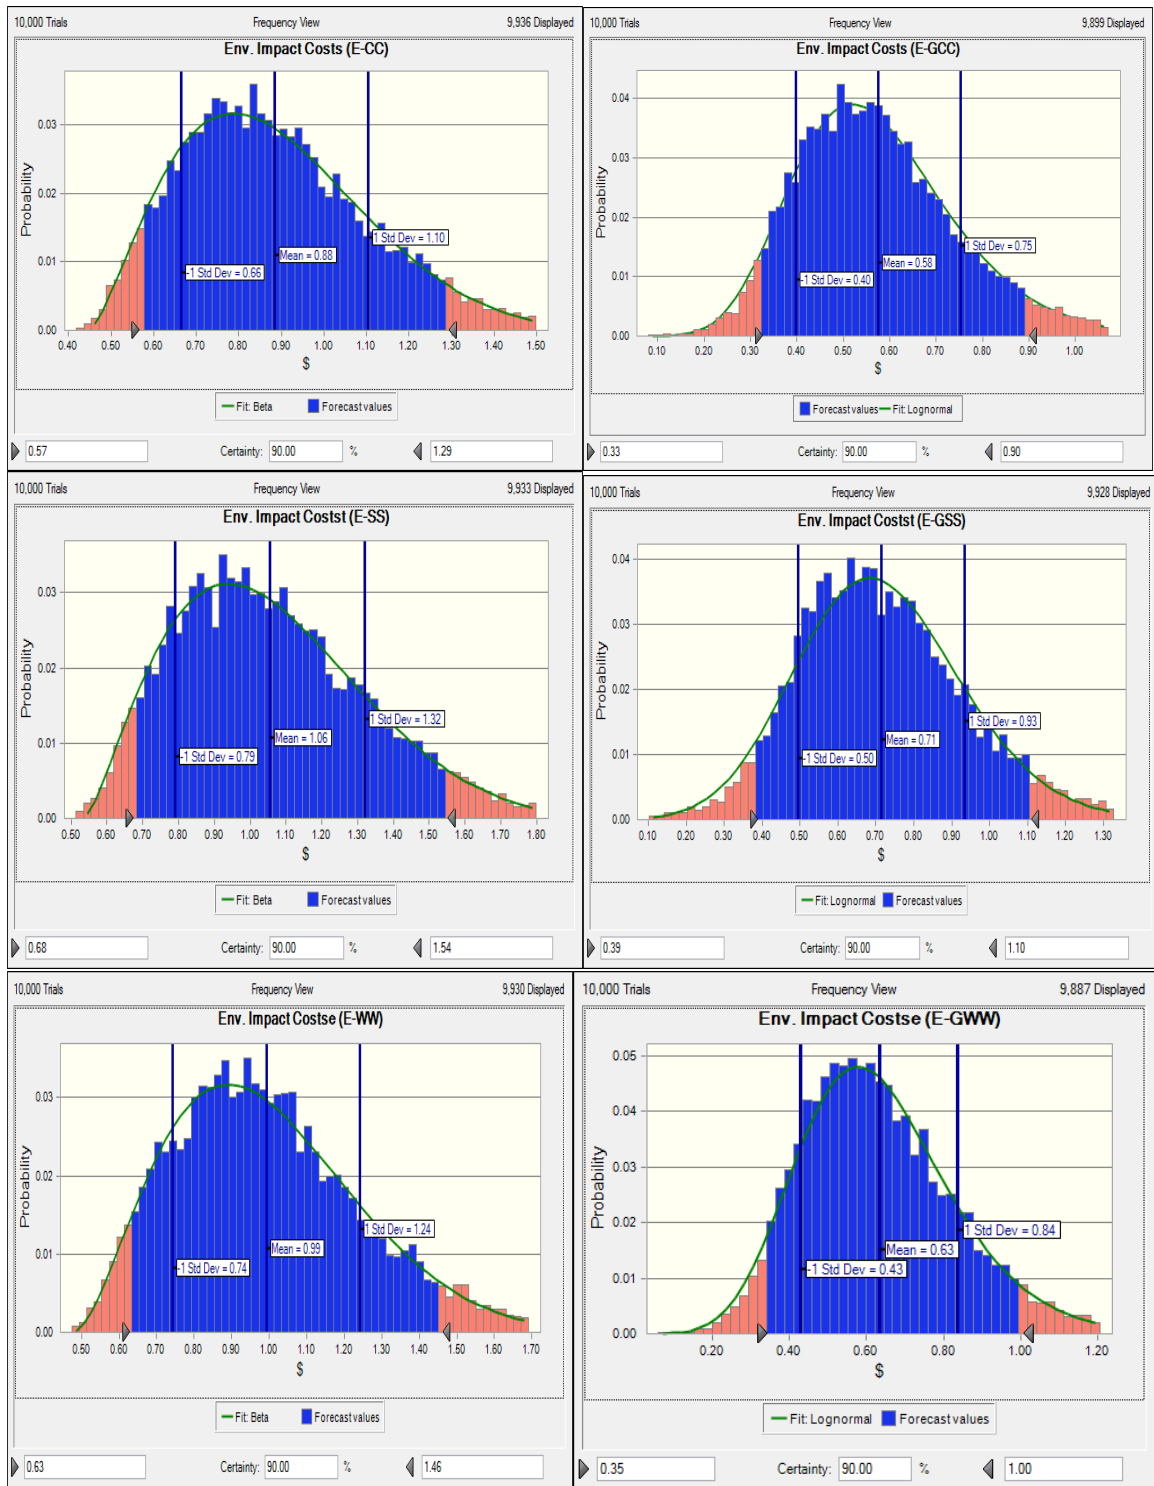 10,000 Trials Frequency View 9,936 Displayed
Env. Impact Costs (E-CC)
Probability
0.03
0.02
0.01
0.00
1 Std Dev = 1.10
Mean = 0.88
-1 Std Dev = 0.66
0.40 0.50 0.60 0.70 0.80 0.90 1.00 1.10 1.20 1.30 1.40 1.50
$
Fit: Beta Forecast values
0.57 Certainty: 90.00 % 1.29
10,000 Trials Frequency View 9,899 Displayed
Env. Impact Costs (E-GCC)
Probability
0.04
0.03
0.02
0.01
0.00
1 Std Dev = 0.75
Mean = 0.58
-1 Std Dev = 0.40
0.10 0.20 0.30 0.40 0.50 0.60 0.70 0.80 0.90 1.00
$
Forecast values Fit: Lognormal
0.33 Certainty: 90.00 % 0.90
10,000 Trials Frequency View 9,933 Displayed
Env. Impact Costst (E-SS)
Probability
0.03
0.02
0.01
0.00
1 Std Dev = 1.32
Mean = 1.06
-1 Std Dev = 0.79
0.50 0.60 0.70 0.80 0.90 1.00 1.10 1.20 1.30 1.40 1.50 1.60 1.70 1.80
$
Fit: Beta Forecast values
0.68 Certainty: 90.00 % 1.54
10,000 Trials Frequency View 9,928 Displayed
Env. Impact Costst (E-GSS)
Probability
0.04
0.03
0.02
0.01
0.00
1 Std Dev = 0.93
Mean = 0.71
-1 Std Dev = 0.50
0.10 0.20 0.30 0.40 0.50 0.60 0.70 0.80 0.90 1.00 1.10 1.20 1.30
$
Fit: Lognormal Forecast values
0.39 Certainty: 90.00 % 1.10
10,000 Trials Frequency View 9,930 Displayed
Env. Impact Costse (E-WW)
Probability
0.03
0.02
0.01
0.00
1 Std Dev = 1.24
Mean = 0.99
-1 Std Dev = 0.74
0.50 0.60 0.70 0.80 0.90 1.00 1.10 1.20 1.30 1.40 1.50 1.60 1.70
$
Fit: Beta Forecast values
0.63 Certainty: 90.00 % 1.46
10,000 Trials Frequency View 9,887 Displayed
Env. Impact Costse (E-GWW)
Probability
0.05
0.04
0.03
0.02
0.01
0.00
1 Std Dev = 0.84
Mean = 0.63
-1 Std Dev = 0.43
0.20 0.40 0.60 0.80 1.00 1.20
$
Fit: Lognormal Forecast values
0.35 Certainty: 90.00 % 1.00